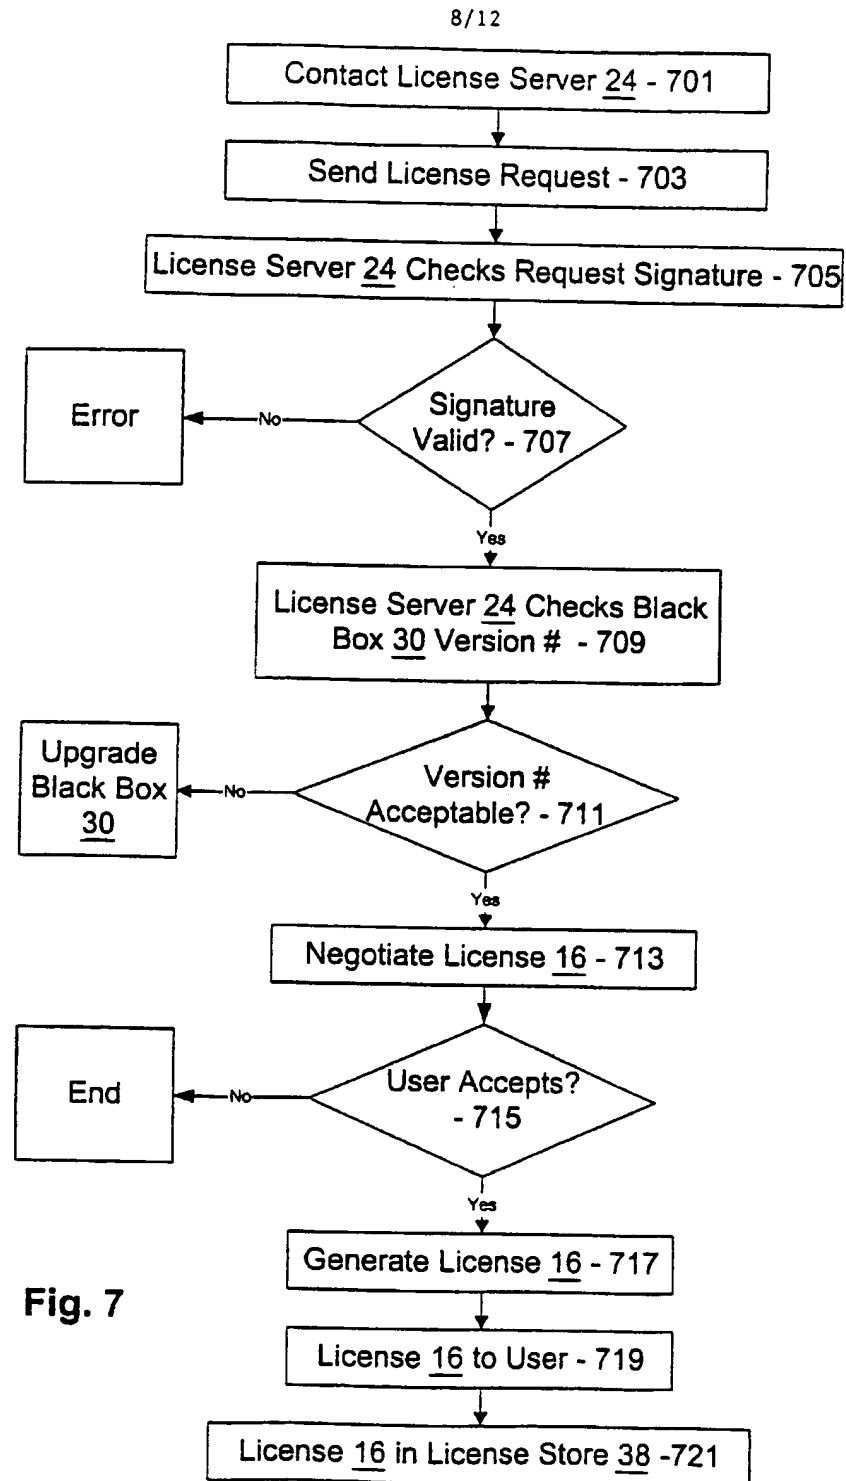 8/12
Contact License Server 24 - 701
Send License Request - 703
License Server 24 Checks Request Signature - 705
Signature
Valid? - 707
No
Error
Yes
License Server 24 Checks Black
Box 30 Version # - 709
Version #
Acceptable? - 711
No
Upgrade
Black Box
30
Yes
Negotiate License 16 - 713
User Accepts?
- 715
No
End
Yes
Generate License 16 - 717
Fig. 7
License 16 to User - 719
License 16 in License Store 38 -721